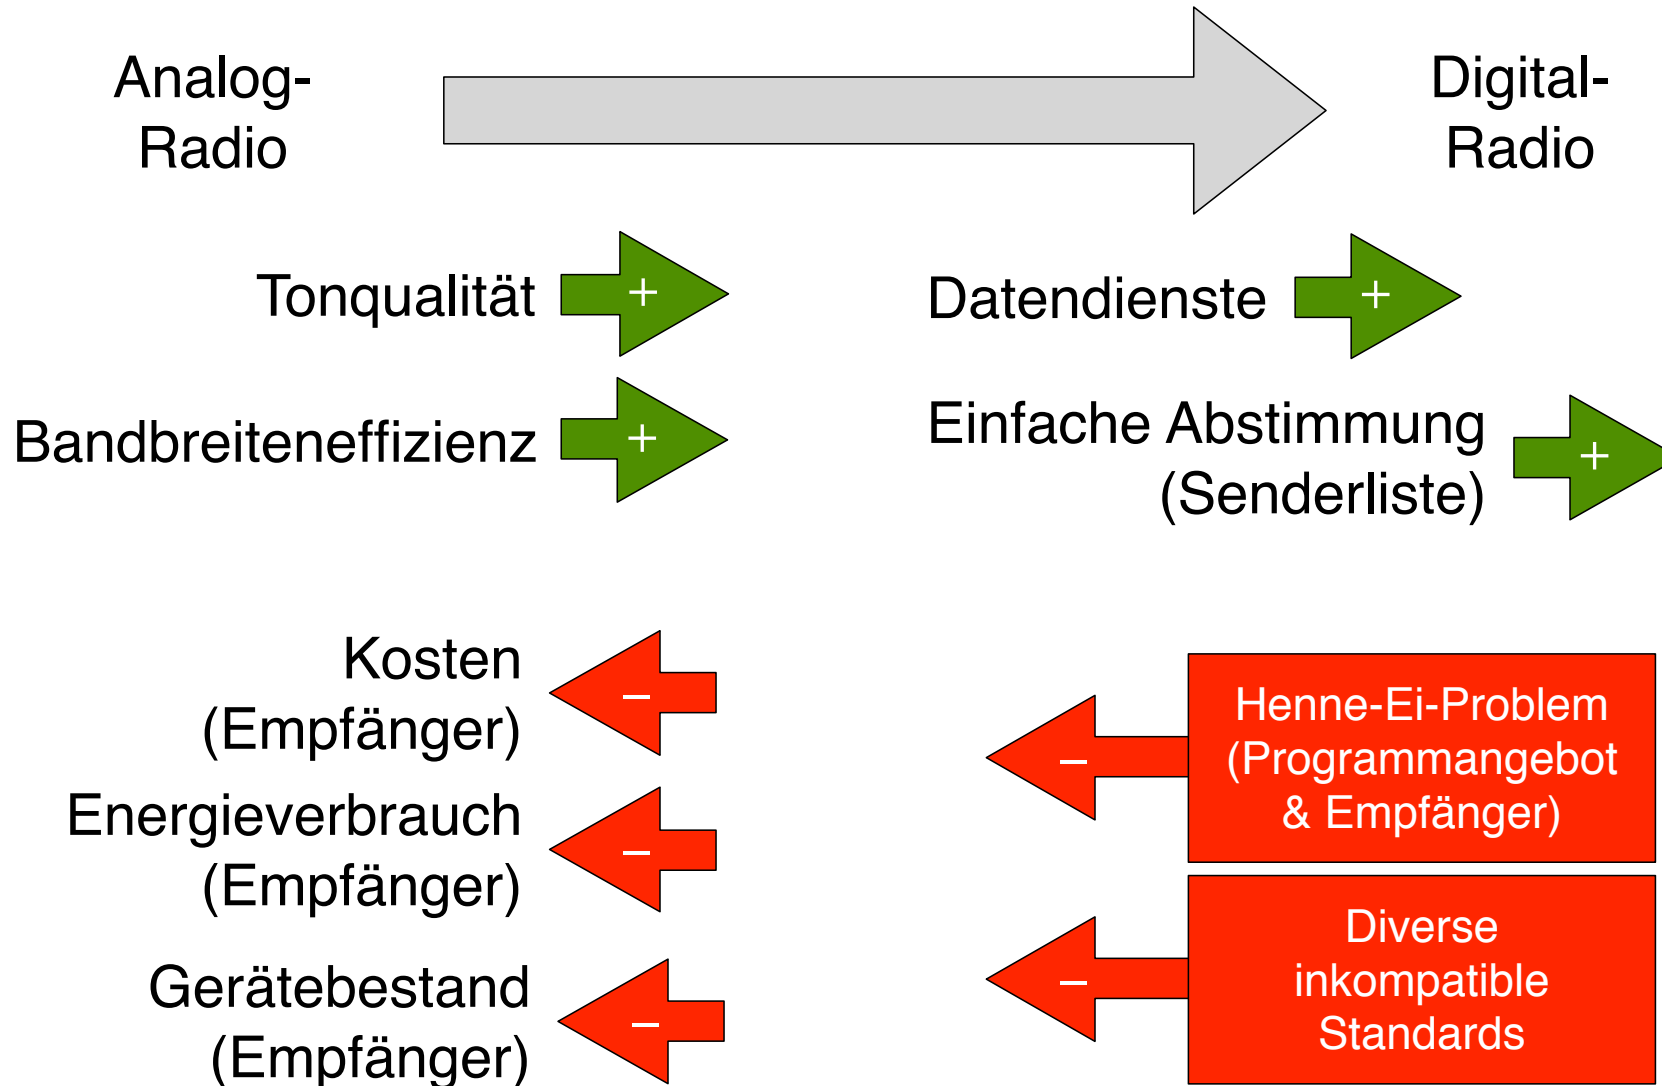 Analog-
Radio
Digital-
Radio
Tonqualität +
Datendienste +
Bandbreiteneffizienz +
Einfache Abstimmung
(Senderliste) +
Kosten
(Empfänger) –
Henne-Ei-Problem
(Programmangebot
& Empfänger)
–
Energieverbrauch
(Empfänger) –
Diverse
inkompatible
Standards
–
Gerätebestand
(Empfänger) –